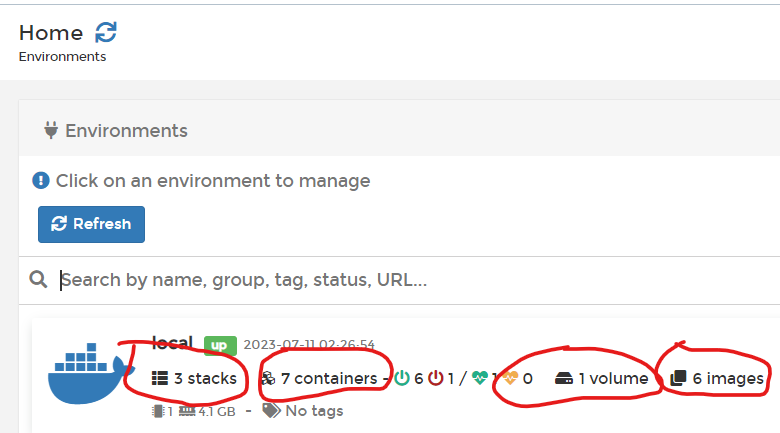 Home
Environments
Environments
Click on an environment to manage
Refresh
Search by name, group, tag, status, URL...
local up 2023-07-11 02:26:54
3 stacks 7 containers - 6 1 / 1 0 1 volume 6 images
1 4.1 GB - No tags